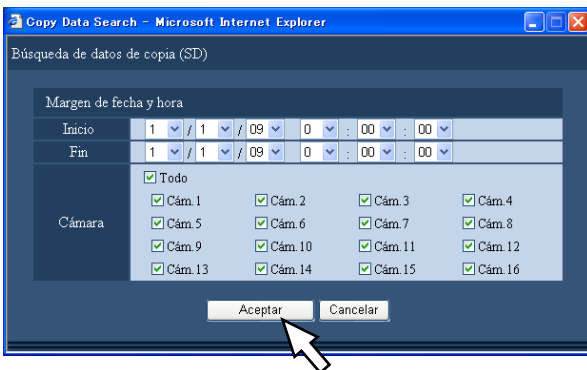 Copy Data Search – Microsoft Internet Explorer
Búsqueda de datos de copia (SD)
Margen de fecha y hora
Inicio 1 / 1 / 09 0 : 00 : 00
Fin 1 / 1 / 09 0 : 00 : 00
Todo
Cám.1 Cám.2 Cám.3 Cám.4
Cámara Cám.5 Cám.6 Cám.7 Cám.8
Cám.9 Cám.10 Cám.11 Cám.12
Cám.13 Cám.14 Cám.15 Cám.16
Aceptar Cancelar